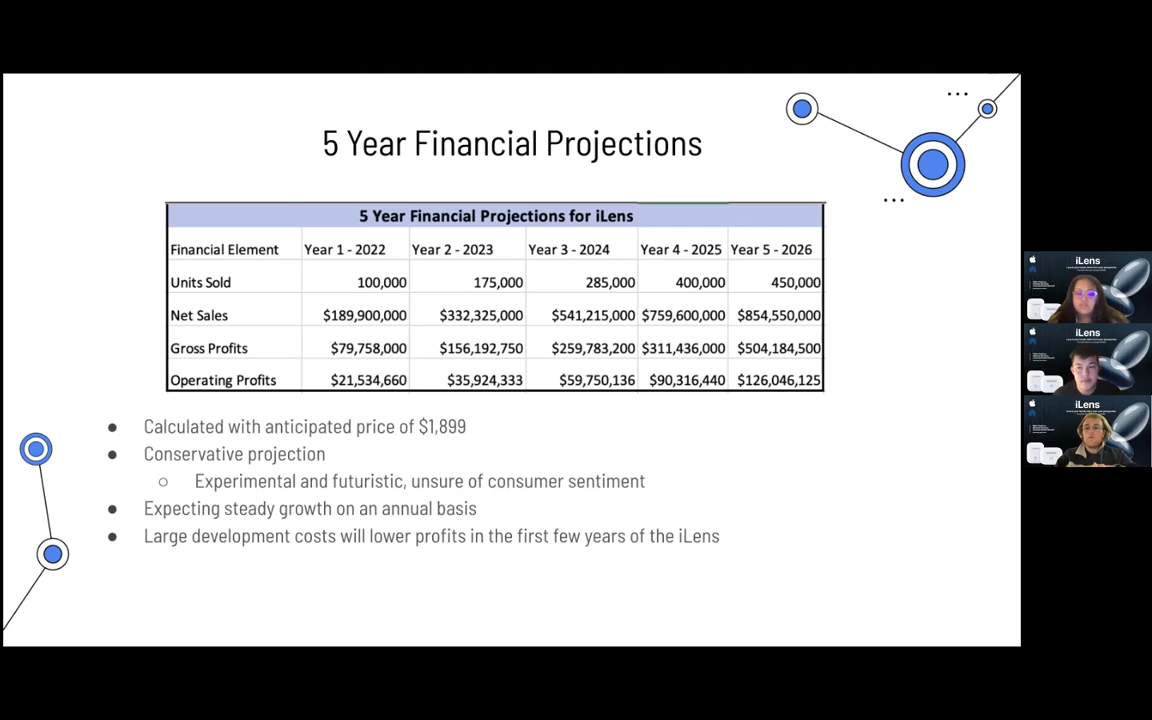 5 Year Financial Projections
5 Year Financial Projections for iLens
Financial Element Year 1 - 2022 Year 2 - 2023 Year 3 - 2024 Year 4 - 2025 Year 5 - 2026
Units Sold 100,000 175,000 285,000 400,000 450,000
Net Sales $189,900,000 $332,325,000 $541,215,000 $759,600,000 $854,550,000
Gross Profits $79,758,000 $156,192,750 $259,783,200 $311,436,000 $504,184,500
Operating Profits $21,534,660 $35,924,333 $59,750,136 $90,316,440 $126,046,125
● Calculated with anticipated price of $1,899
● Conservative projection
○ Experimental and futuristic, unsure of consumer sentiment
● Expecting steady growth on an annual basis
● Large development costs will lower profits in the first few years of the iLens
iLens
iLens
iLens